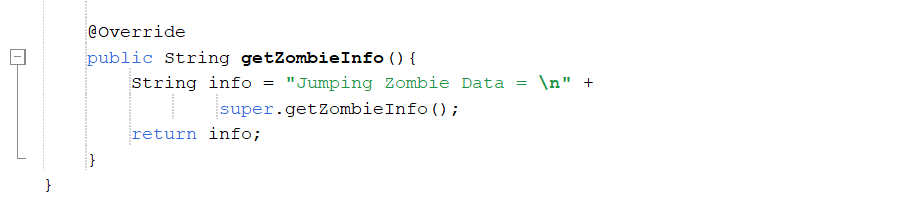 @Override
public String getZombieInfo(){
String info = "Jumping Zombie Data = \n" +
super.getZombieInfo();
return info;
}
}